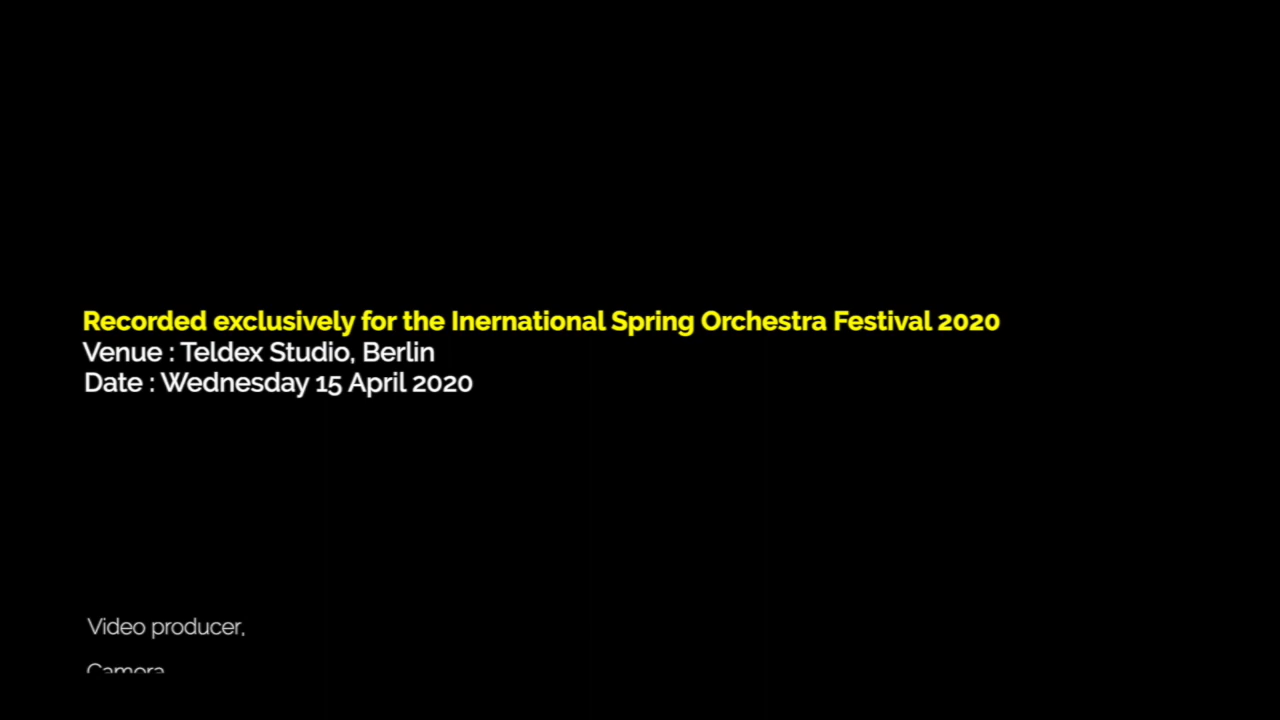 Recorded exclusively for the Inernational Spring Orchestra Festival 2020
Venue : Teldex Studio, Berlin
Date : Wednesday 15 April 2020
Video producer,
Camera